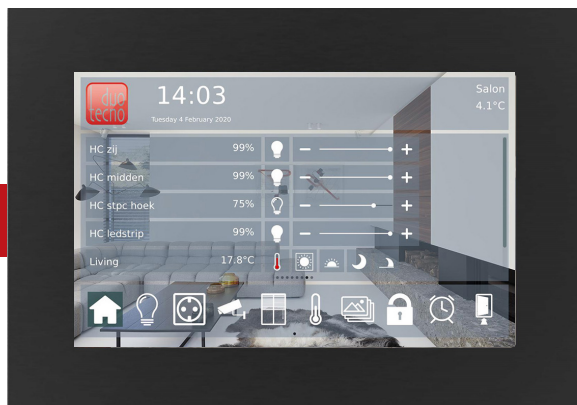 duo
tecno
14:03
Tuesday 4 February 2020
Salon
4.1°C
HC zij 99% − +
HC midden 99% − +
HC stpc hoek 75% − +
HC ledstrip 99% − +
Living 17.8°C